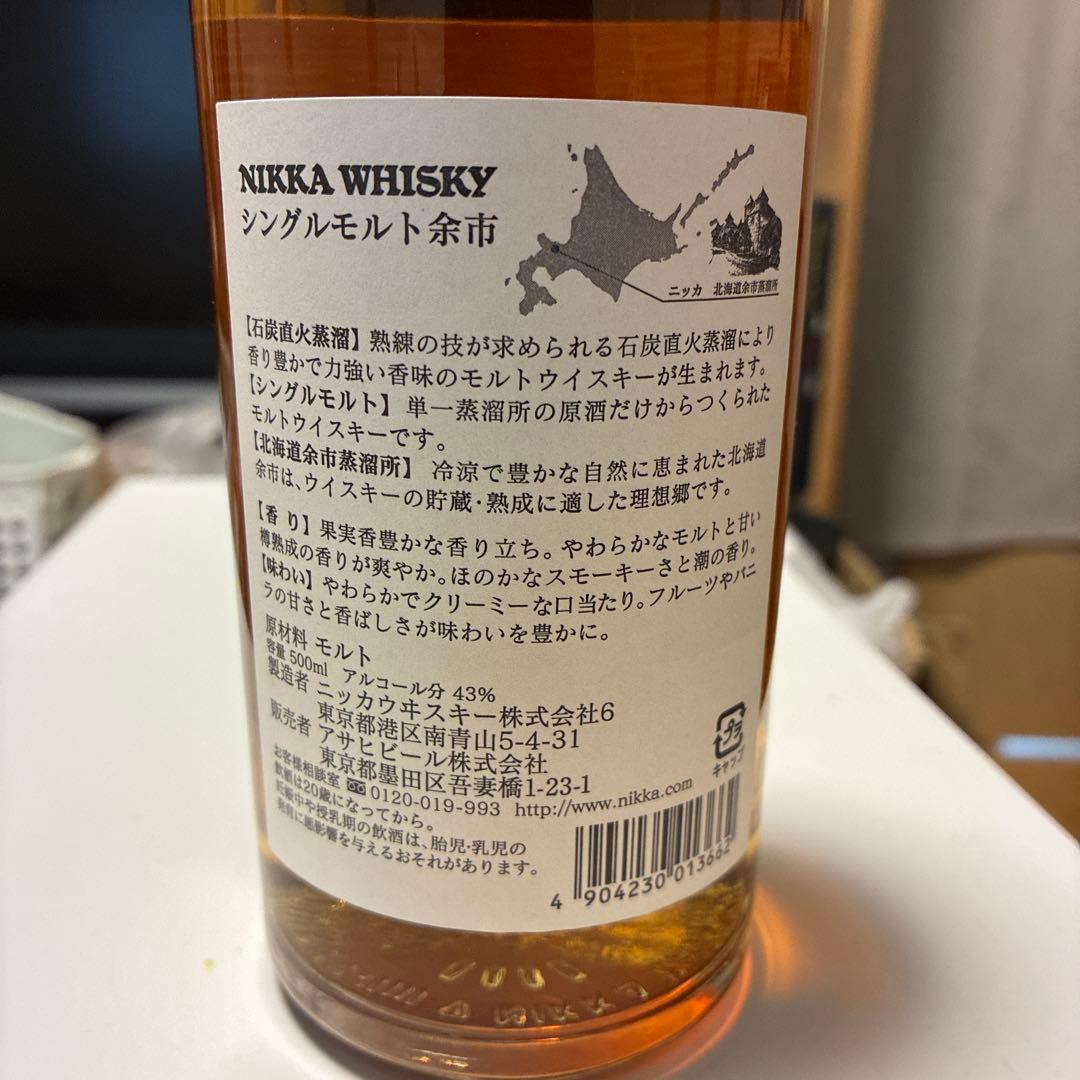 NIKKA WHISKY
シングルモルト余市
ニッカ 北海道余市蒸溜所
【石炭直火蒸溜】熟練の技が求められる石炭直火蒸溜により
香り豊かで力強い香味のモルトウイスキーが生まれます。
【シングルモルト】単一蒸溜所の原酒だけからつくられた
モルトウイスキーです。
【北海道余市蒸溜所】 冷涼で豊かな自然に恵まれた北海道
余市は、ウイスキーの貯蔵・熟成に適した理想郷です。
【香り】果実香豊かな香り立ち。やわらかなモルトと甘い
樽熟成の香りが爽やか。ほのかなスモーキーさと潮の香り。
【味わい】やわらかでクリーミーな口当たり。フルーツやバニ
ラの甘さと香ばしさが味わいを豊かに。
原材料 モルト
容量 500ml アルコール分 43%
製造者 ニッカウヰスキー株式会社6
東京都港区南青山5-4-31
販売者 アサヒビール株式会社
東京都墨田区吾妻橋1-23-1
お客様相談室 0120-019-993 http://www.nikka.com
飲酒は20歳になってから。
妊娠中や授乳期の飲酒は、胎児・乳児の
発育に悪影響を与えるおそれがあります。
プラ
キャップ
4 904230 013662